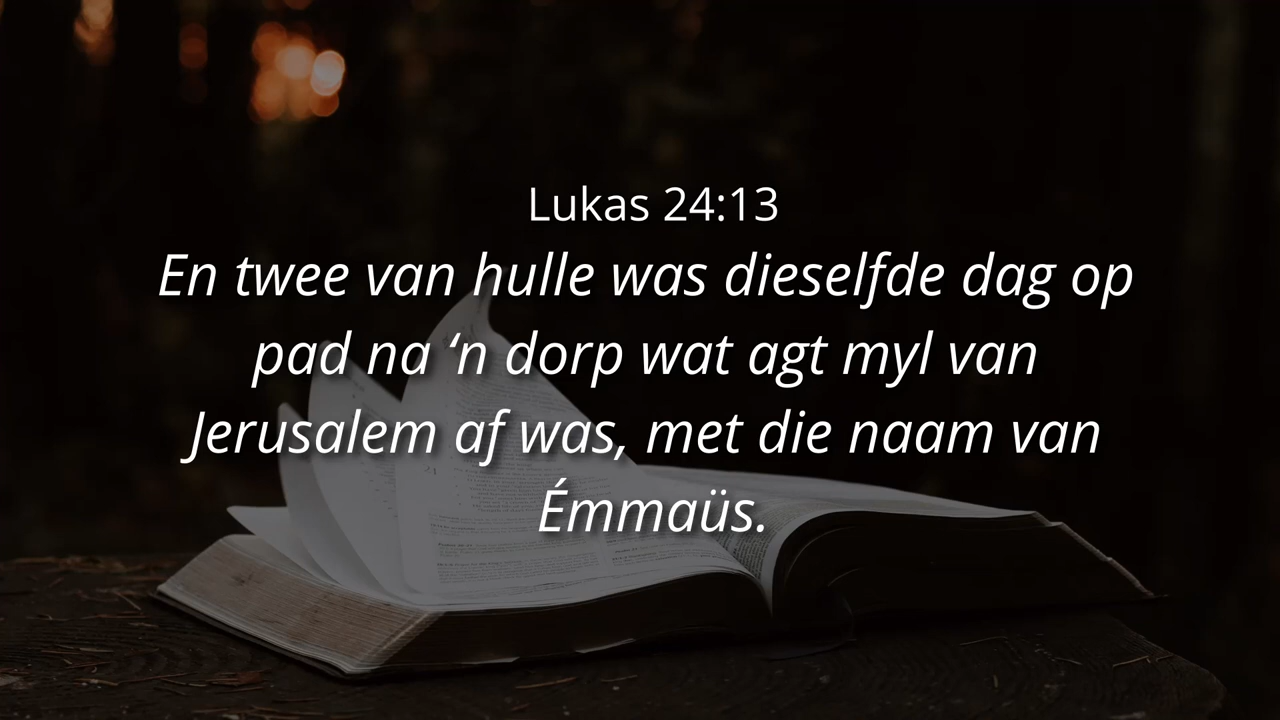 Lukas 24:13
En twee van hulle was dieselfde dag op
pad na ‘n dorp wat agt myl van
Jerusalem af was, met die naam van
Émmaüs.